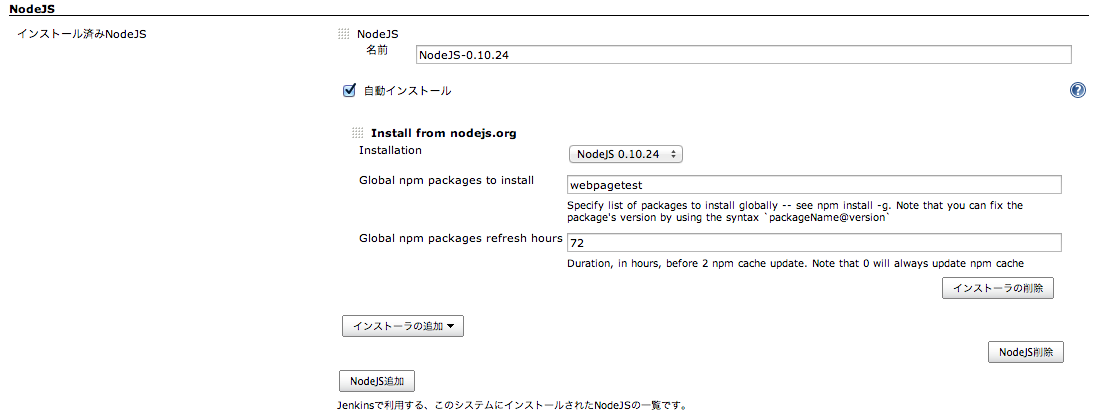 NodeJS
インストール済みNodeJS
NodeJS
名前
NodeJS-0.10.24
自動インストール
Install from nodejs.org
Installation
NodeJS 0.10.24
Global npm packages to install
webpagetest
Specify list of packages to install globally -- see npm install -g. Note that you can fix the
package's version by using the syntax `packageName@version`
Global npm packages refresh hours
72
Duration, in hours, before 2 npm cache update. Note that 0 will always update npm cache
インストーラの削除
インストーラの追加
NodeJS削除
NodeJS追加
Jenkinsで利用する、このシステムにインストールされたNodeJSの一覧です。